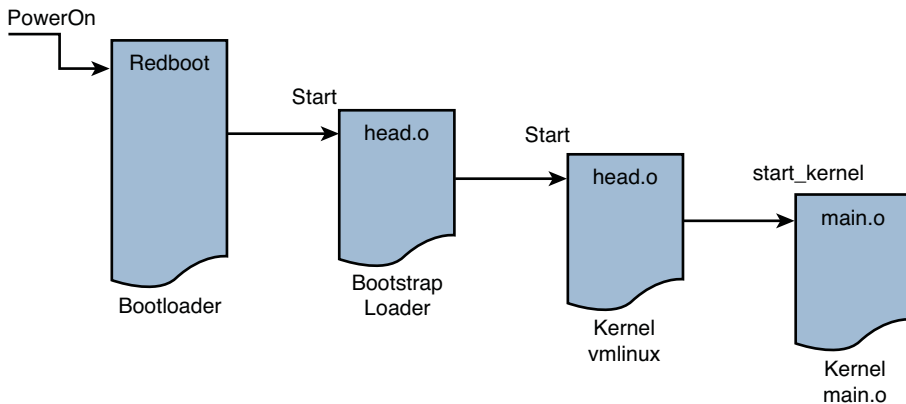 PowerOn
Redboot
Bootloader
Start
head.o
Bootstrap
Loader
Start
head.o
Kernel
vmlinux
start_kernel
main.o
Kernel
main.o